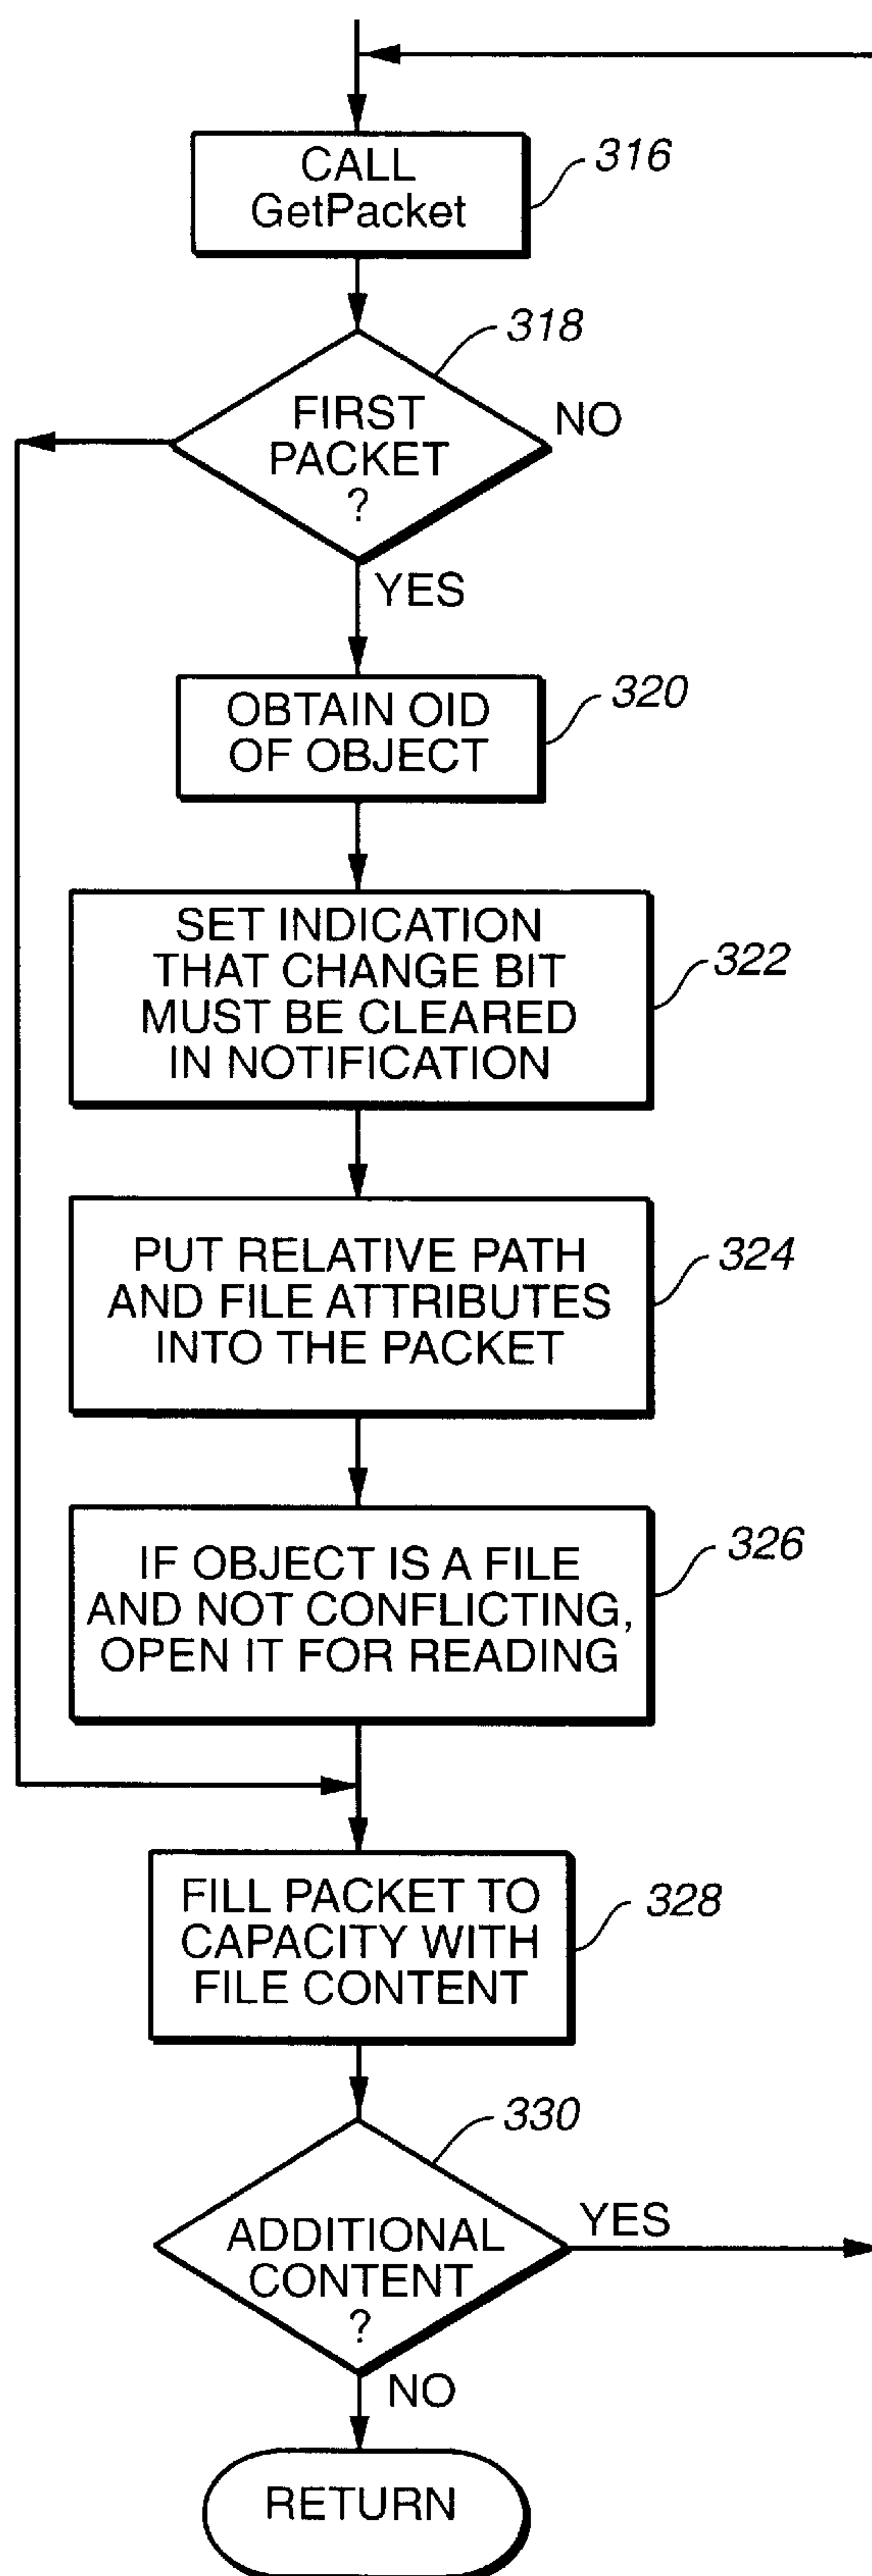 CALL
GetPacket
316
318
FIRST
PACKET
?
NO
YES
OBTAIN OID
OF OBJECT
320
SET INDICATION
THAT CHANGE BIT
MUST BE CLEARED
IN NOTIFICATION
322
PUT RELATIVE PATH
AND FILE ATTRIBUTES
INTO THE PACKET
324
IF OBJECT IS A FILE
AND NOT CONFLICTING,
OPEN IT FOR READING
326
FILL PACKET TO
CAPACITY WITH
FILE CONTENT
328
330
ADDITIONAL
CONTENT
?
YES
NO
RETURN